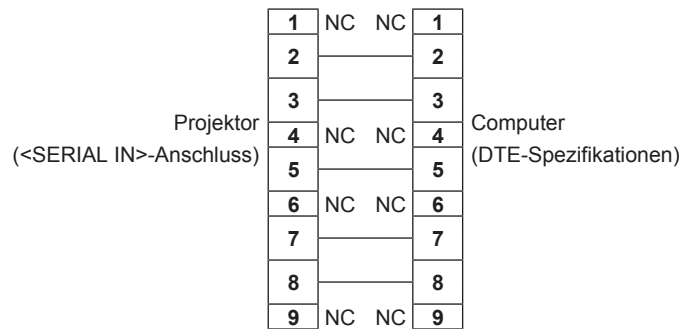 1 NC NC 1
2 2
3 3
Projektor
(<SERIAL IN>-Anschluss)
4 NC NC 4
Computer
(DTE-Spezifikationen)
5 5
6 NC NC 6
7 7
8 8
9 NC NC 9